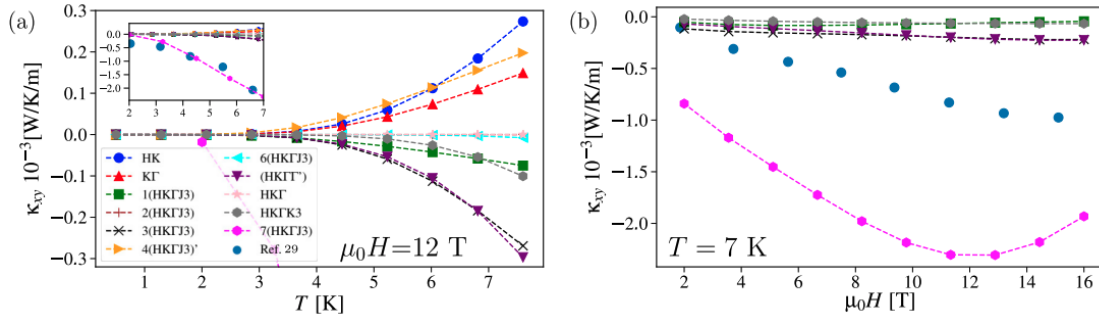 (a)
0.3
0.2
0.1
0.0
−0.1
−0.2
−0.3
κxy 10⁻³ [W/K/m]
0.0
−0.5
−1.0
−1.5
−2.0
2 3 4 5 6 7
HK
KΓ
1(HKΓJ3)
2(HKΓJ3)
3(HKΓJ3)
4(HKΓJ3)'
6(HKΓJ3)
(HKΓΓ')
HKΓ
HKΓK3
7(HKΓJ3)
Ref. 29
μ₀H=12 T
1 2 3 4 5 6 7
T [K]
(b)
0.0
−0.5
−1.0
−1.5
−2.0
κxy 10⁻³ [W/K/m]
T = 7 K
2 4 6 8 10 12 14 16
μ₀H [T]